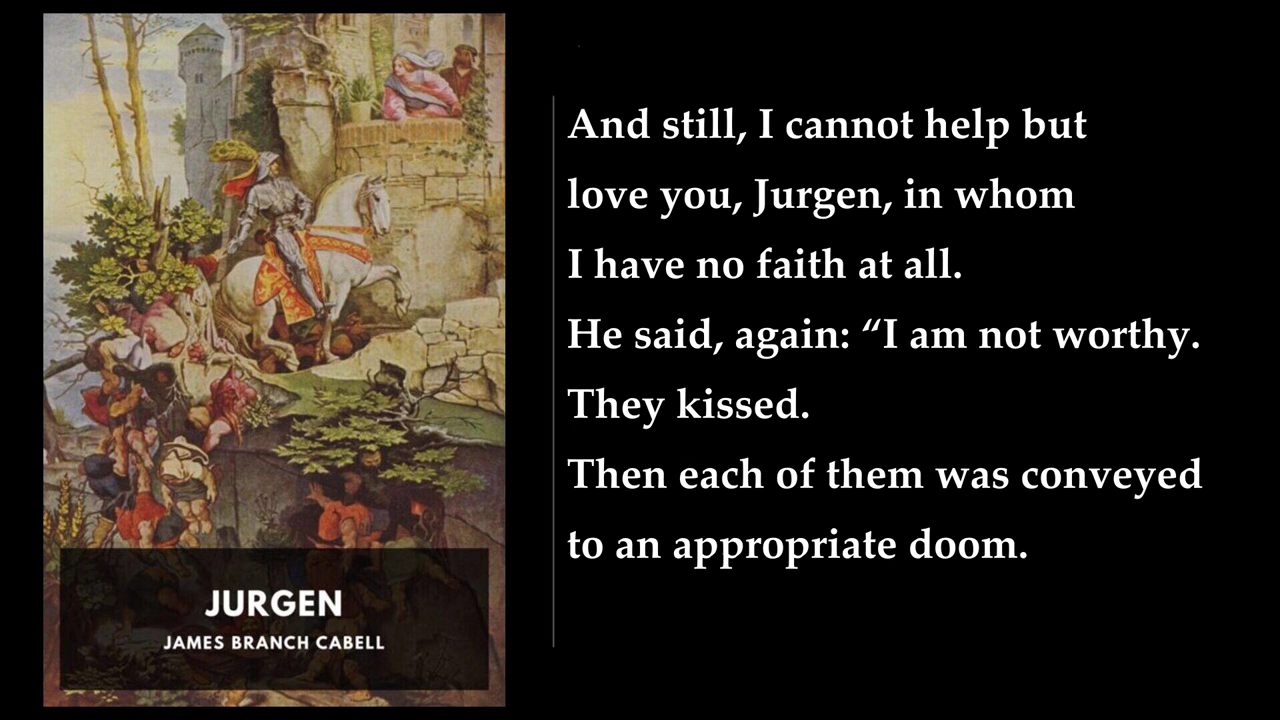 And still, I cannot help but
love you, Jurgen, in whom
I have no faith at all.
He said, again: “I am not worthy.
They kissed.
Then each of them was conveyed
to an appropriate doom.
JURGEN
JAMES BRANCH CABELL